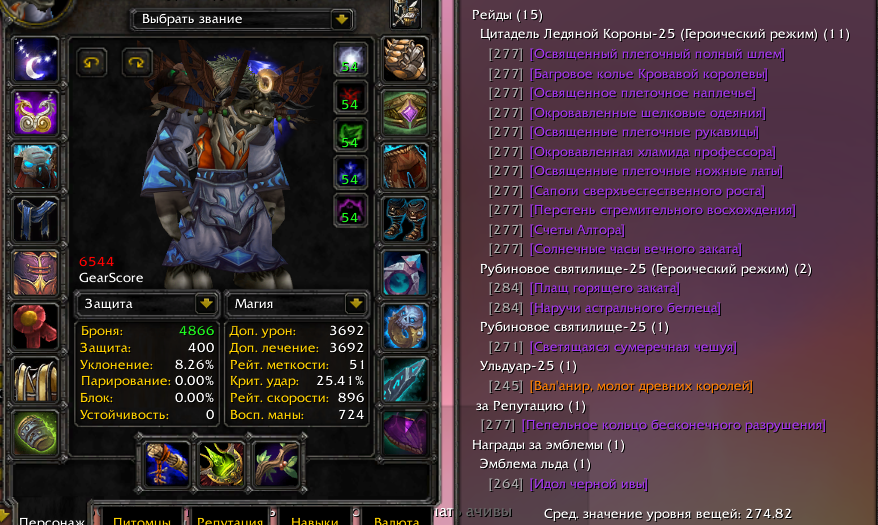 Выбрать звание
54
54
54
54
54
6544
GearScore
Защита
Магия
Броня: 4866
Защита: 400
Уклонение: 8.26%
Парирование: 0.00%
Блок: 0.00%
Устойчивость: 0
Доп. урон: 3692
Доп. лечение: 3692
Рейт. меткости: 51
Крит. удар: 25.41%
Рейт. скорости: 896
Восп. маны: 724
Персонаж
Питомцы
Репутация
Навыки
Валюта
Рейды (15)
Цитадель Ледяной Короны-25 (Героический режим) (11)
[277] [Освященный плеточный полный шлем]
[277] [Багровое колье Кровавой королевы]
[277] [Освященное плеточное наплечье]
[277] [Окровавленные шелковые одеяния]
[277] [Освященные плеточные рукавицы]
[277] [Окровавленная хламида профессора]
[277] [Освященные плеточные ножные латы]
[277] [Сапоги сверхъестественного роста]
[277] [Перстень стремительного восхождения]
[277] [Счеты Алтора]
[277] [Солнечные часы вечного заката]
Рубиновое святилище-25 (Героический режим) (2)
[284] [Плащ горящего заката]
[284] [Наручи астрального беглеца]
Рубиновое святилище-25 (1)
[271] [Светящаяся сумеречная чешуя]
Ульдуар-25 (1)
[245] [Вал'анир, молот древних королей]
за Репутацию (1)
[277] [Пепельное кольцо бесконечного разрушения]
Награды за эмблемы (1)
Эмблема льда (1)
[264] [Идол черной ивы]
ачивы
Сред. значение уровня вещей: 274.82